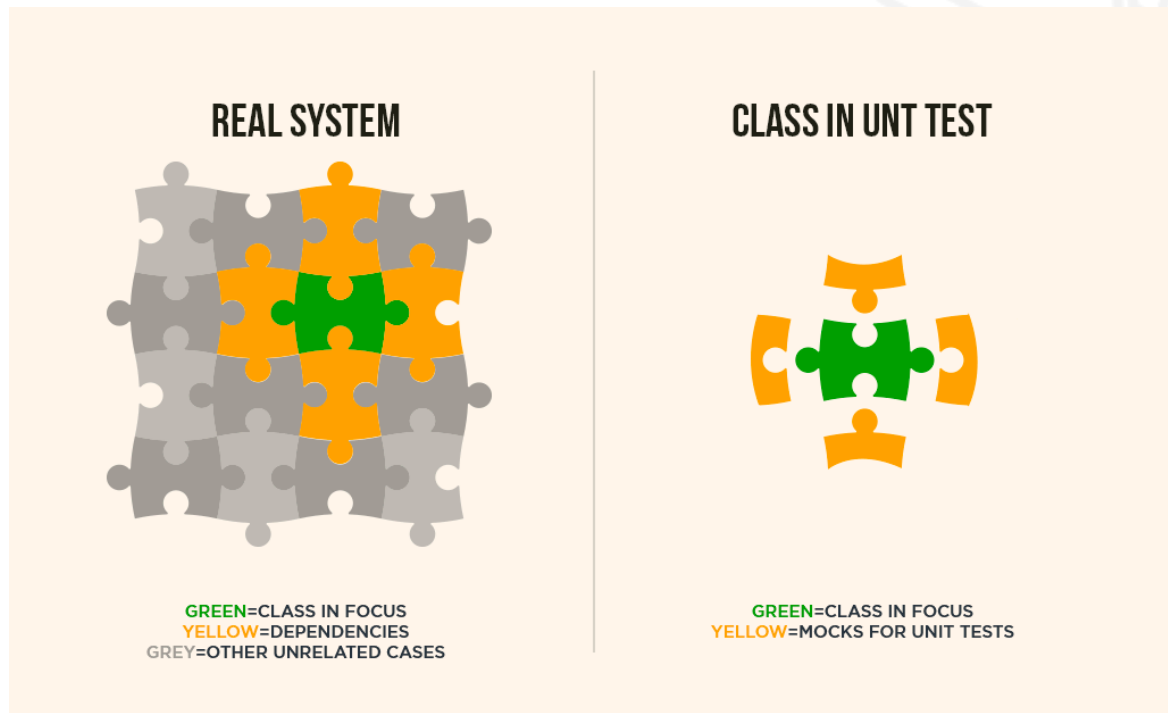 REAL SYSTEM
GREEN=CLASS IN FOCUS
YELLOW=DEPENDENCIES
GREY=OTHER UNRELATED CASES
CLASS IN UNT TEST
GREEN=CLASS IN FOCUS
YELLOW=MOCKS FOR UNIT TESTS